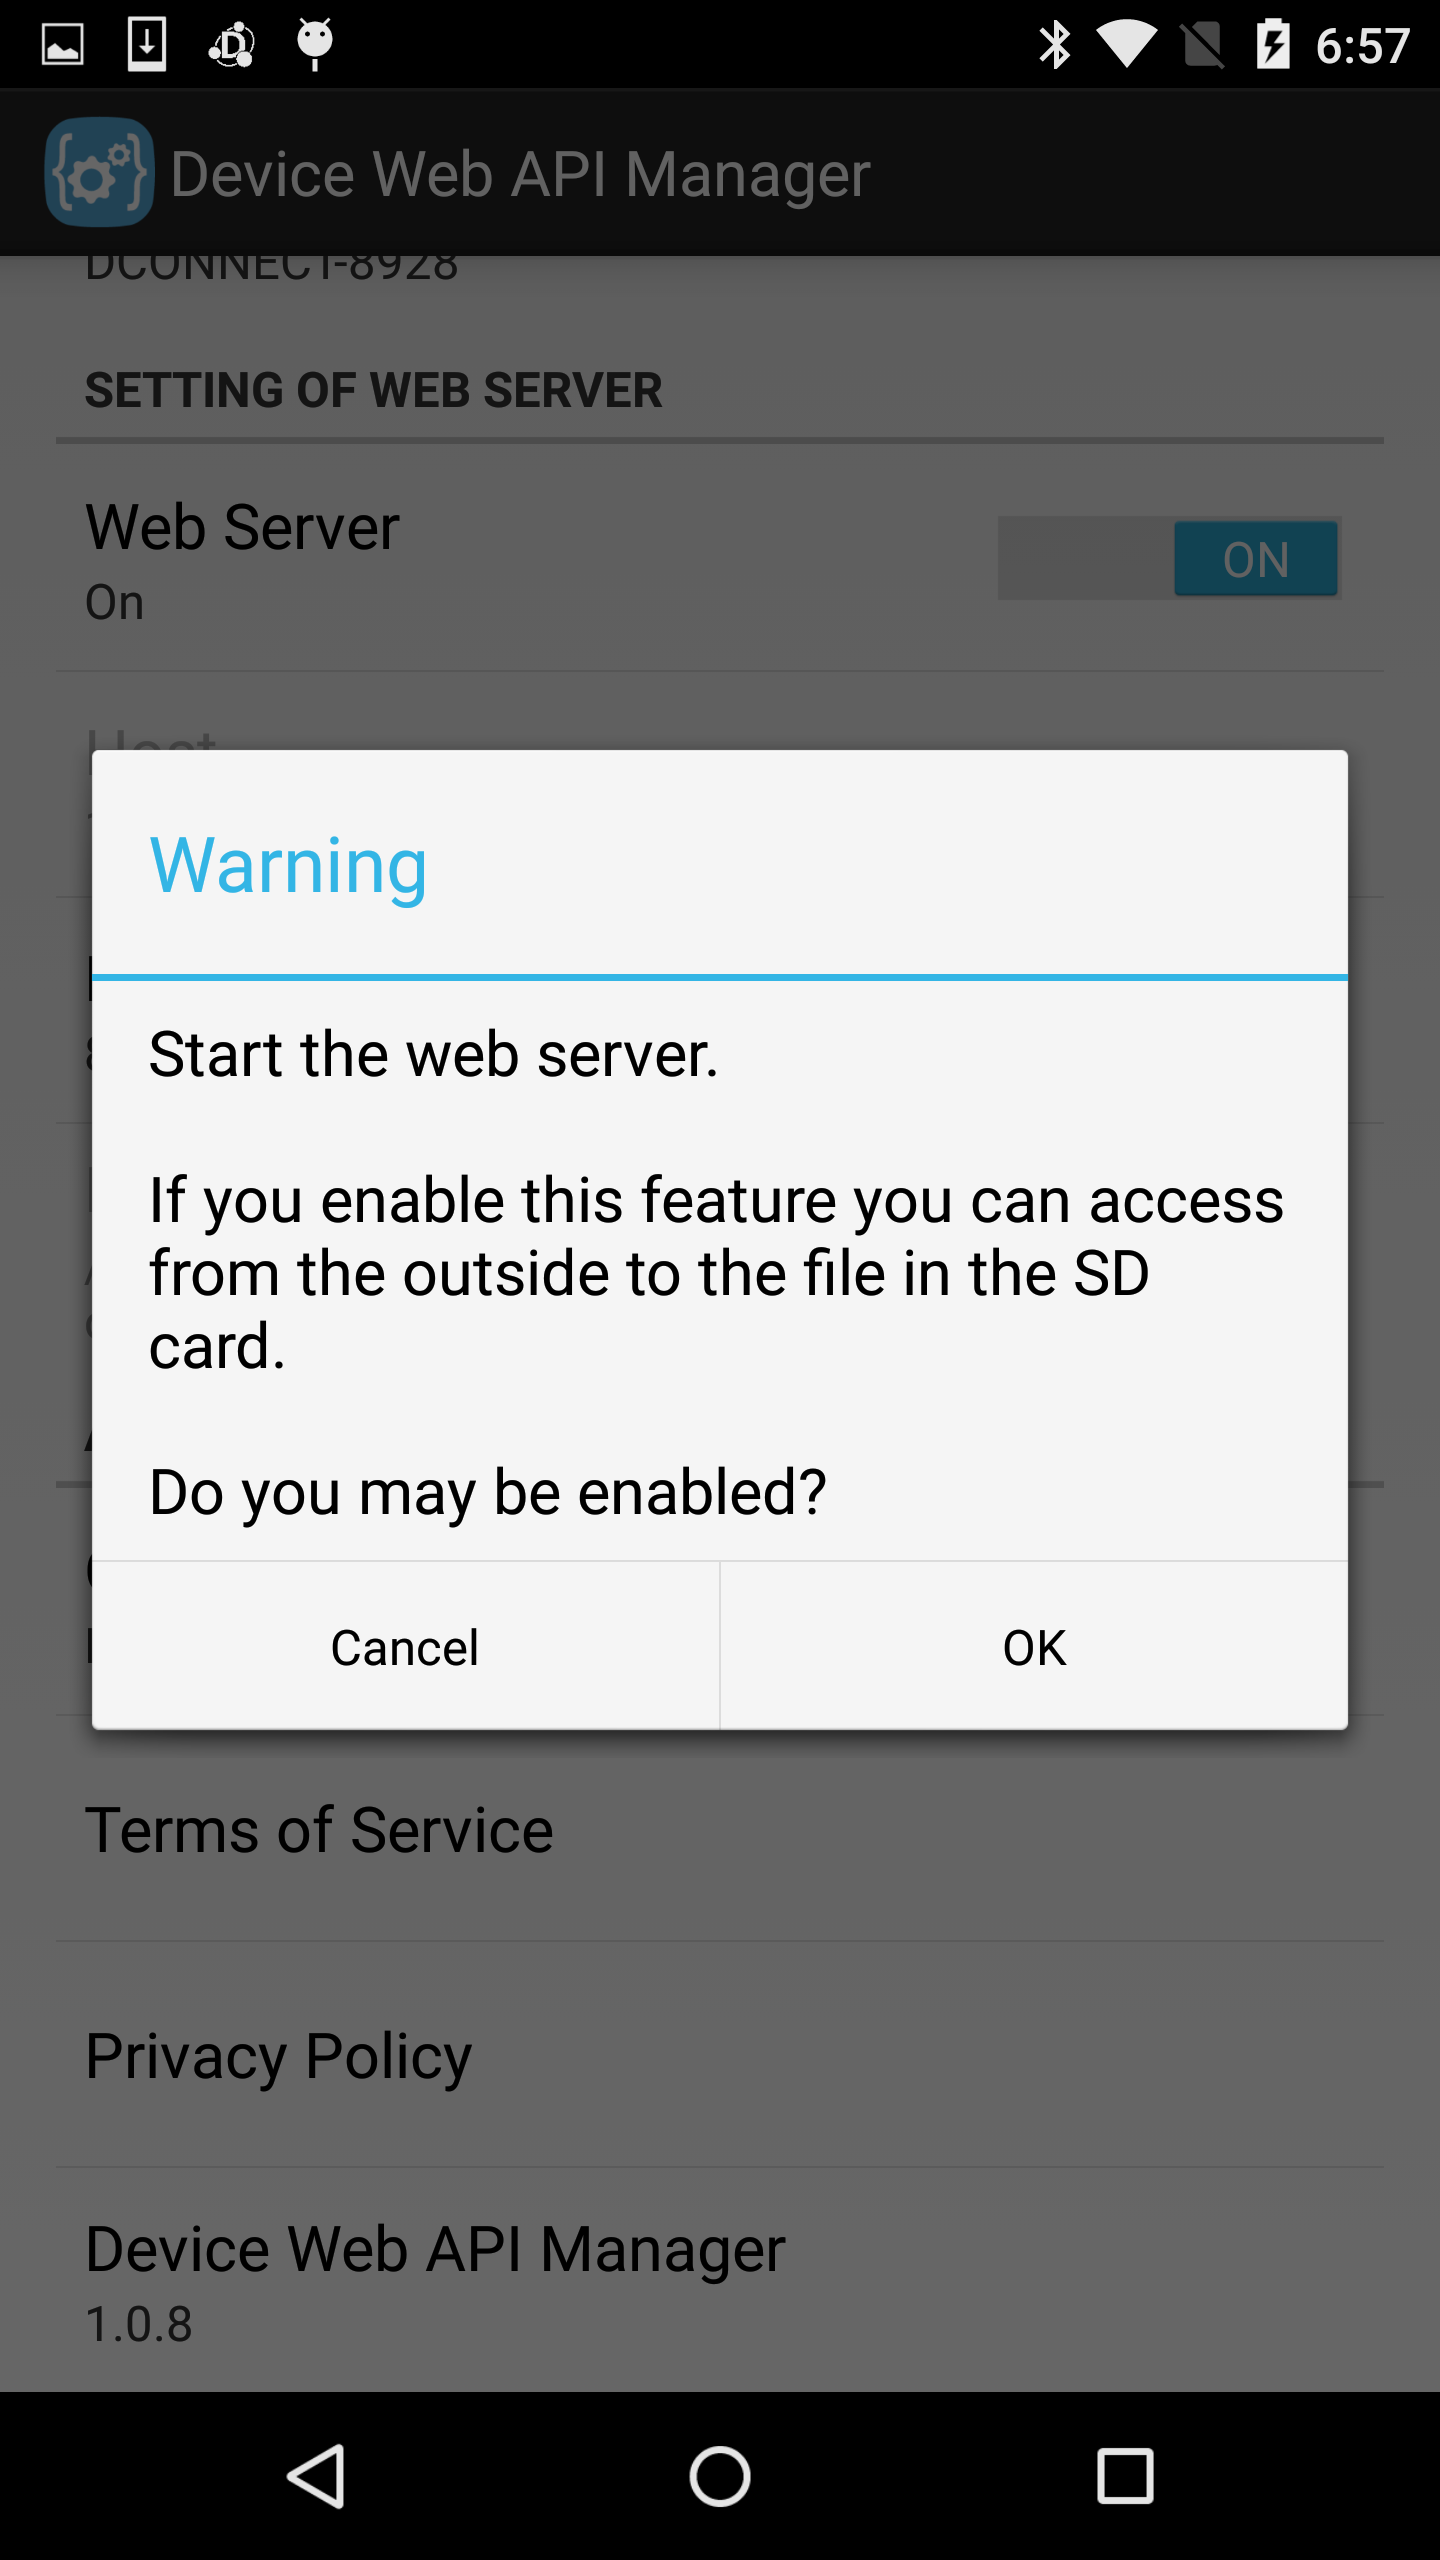 6:57
Device Web API Manager
DCONNECT-8928
SETTING OF WEB SERVER
Web Server
On
ON
Host
Warning
Start the web server.
If you enable this feature you can access
from the outside to the file in the SD
card.
Do you may be enabled?
Cancel
OK
Terms of Service
Privacy Policy
Device Web API Manager
1.0.8